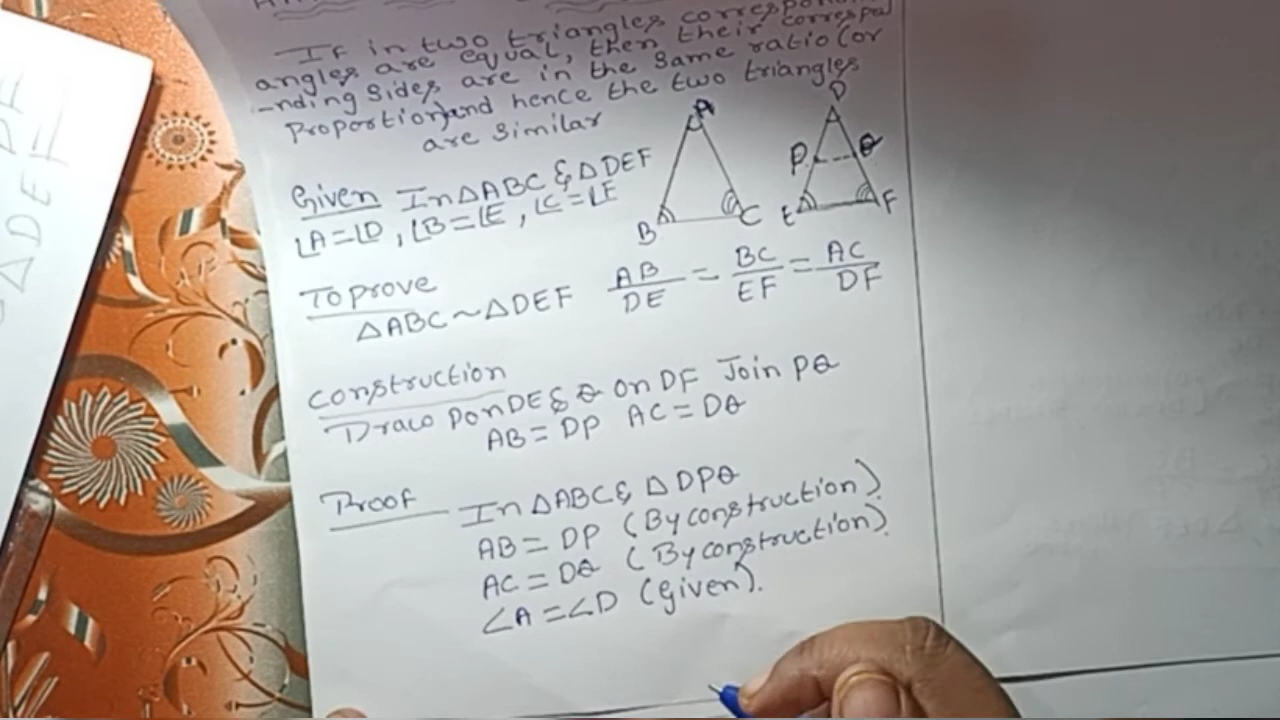 If in two triangles correspon
angles are equal, then their correspo
-nding sides are in the same ratio (or
Proportion) and hence the two triangles
are similar
Given In △ABC & △DEF
∠A=∠D, ∠B=∠E, ∠C=∠F
A
B
C
D
P
Q
E
F
To prove
△ABC ~ △DEF AB/DE = BC/EF = AC/DF
Construction
Draw P on DE & Q on DF Join PQ
AB = DP AC = DQ
Proof In △ABC & △DPQ
AB = DP (By construction).
AC = DQ (By construction).
∠A = ∠D (Given).
△DE